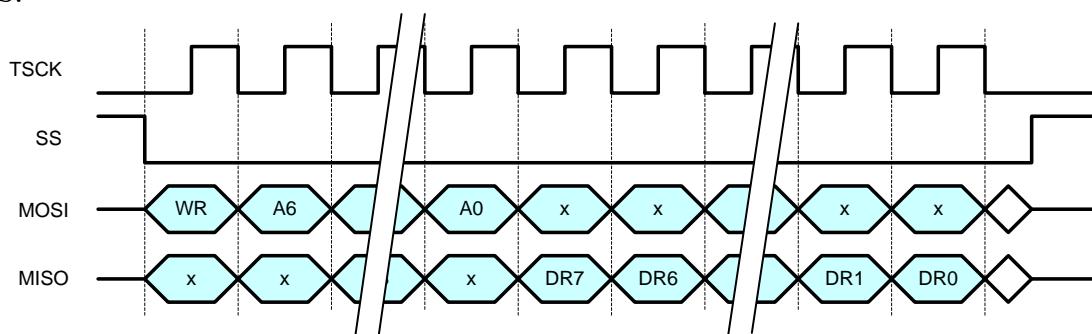 TSCK
SS
MOSI WR A6 A0 x x x x
MISO x x x DR7 DR6 DR1 DR0